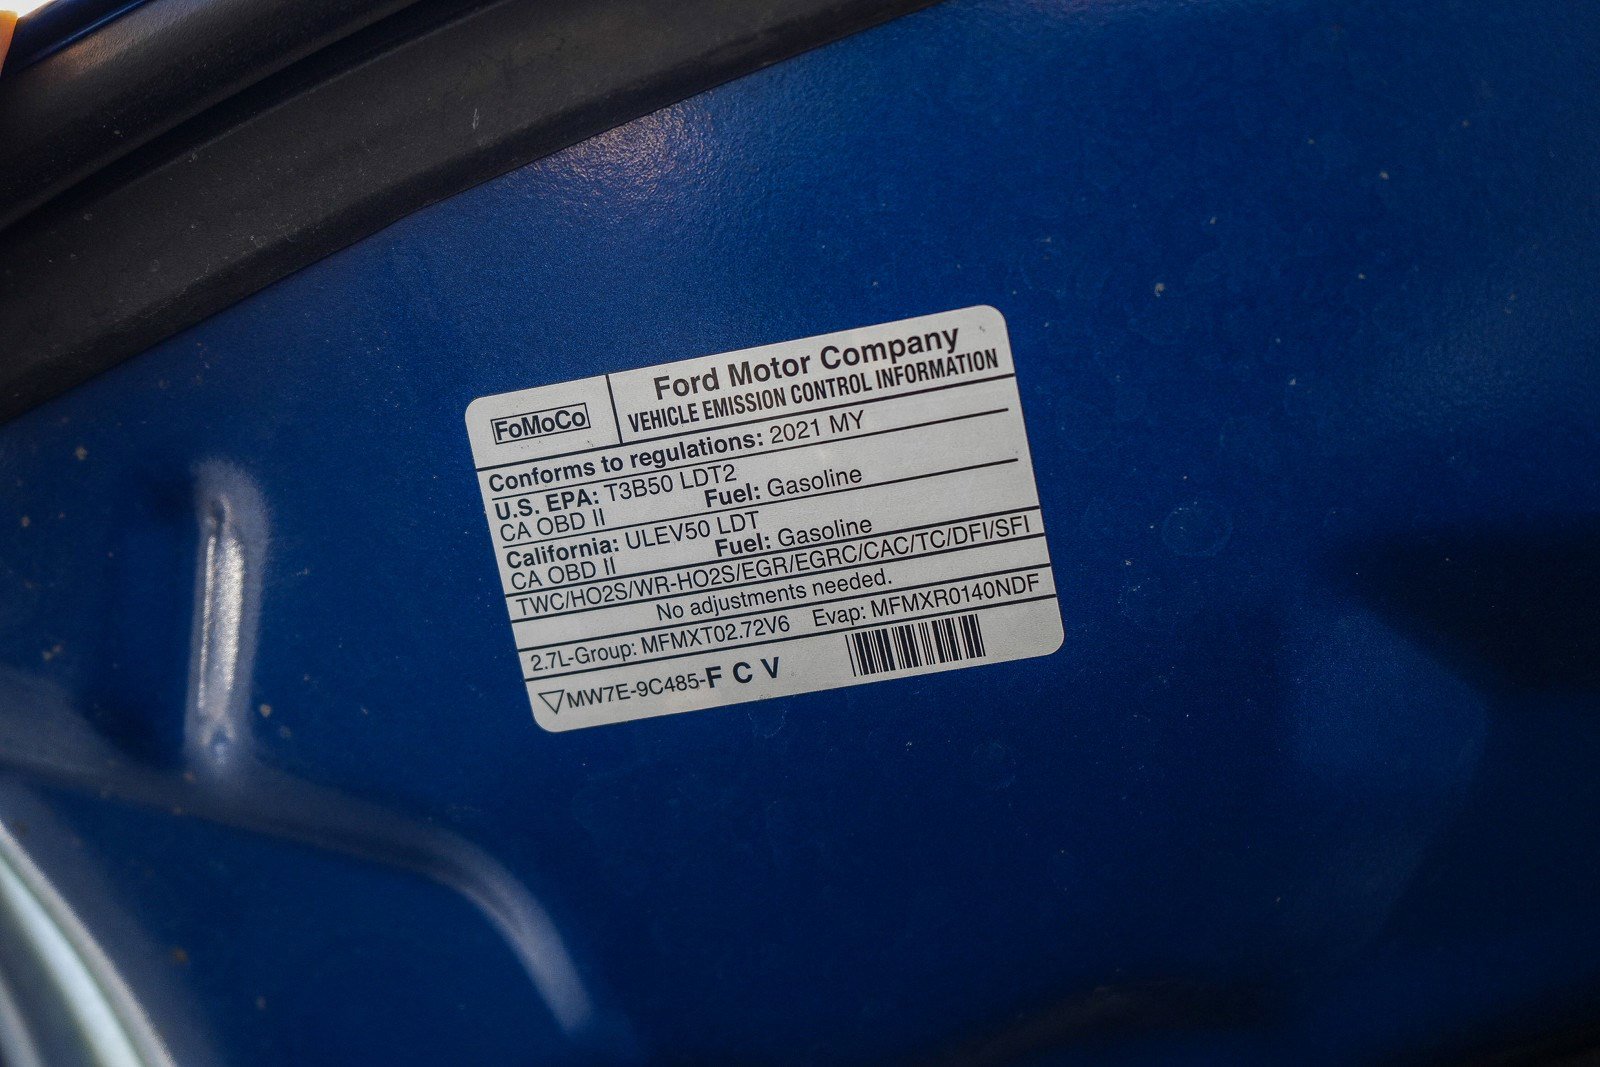 FoMoCo
Ford Motor Company
VEHICLE EMISSION CONTROL INFORMATION
Conforms to regulations: 2021 MY
U.S. EPA: T3B50 LDT2
CA OBD II Fuel: Gasoline
California: ULEV50 LDT
CA OBD II Fuel: Gasoline
TWC/HO2S/WR-HO2S/EGR/EGRC/CAC/TC/DFI/SFI
No adjustments needed.
2.7L-Group: MFMXT02.72V6 Evap: MFMXR0140NDF
MW7E-9C485-F C V